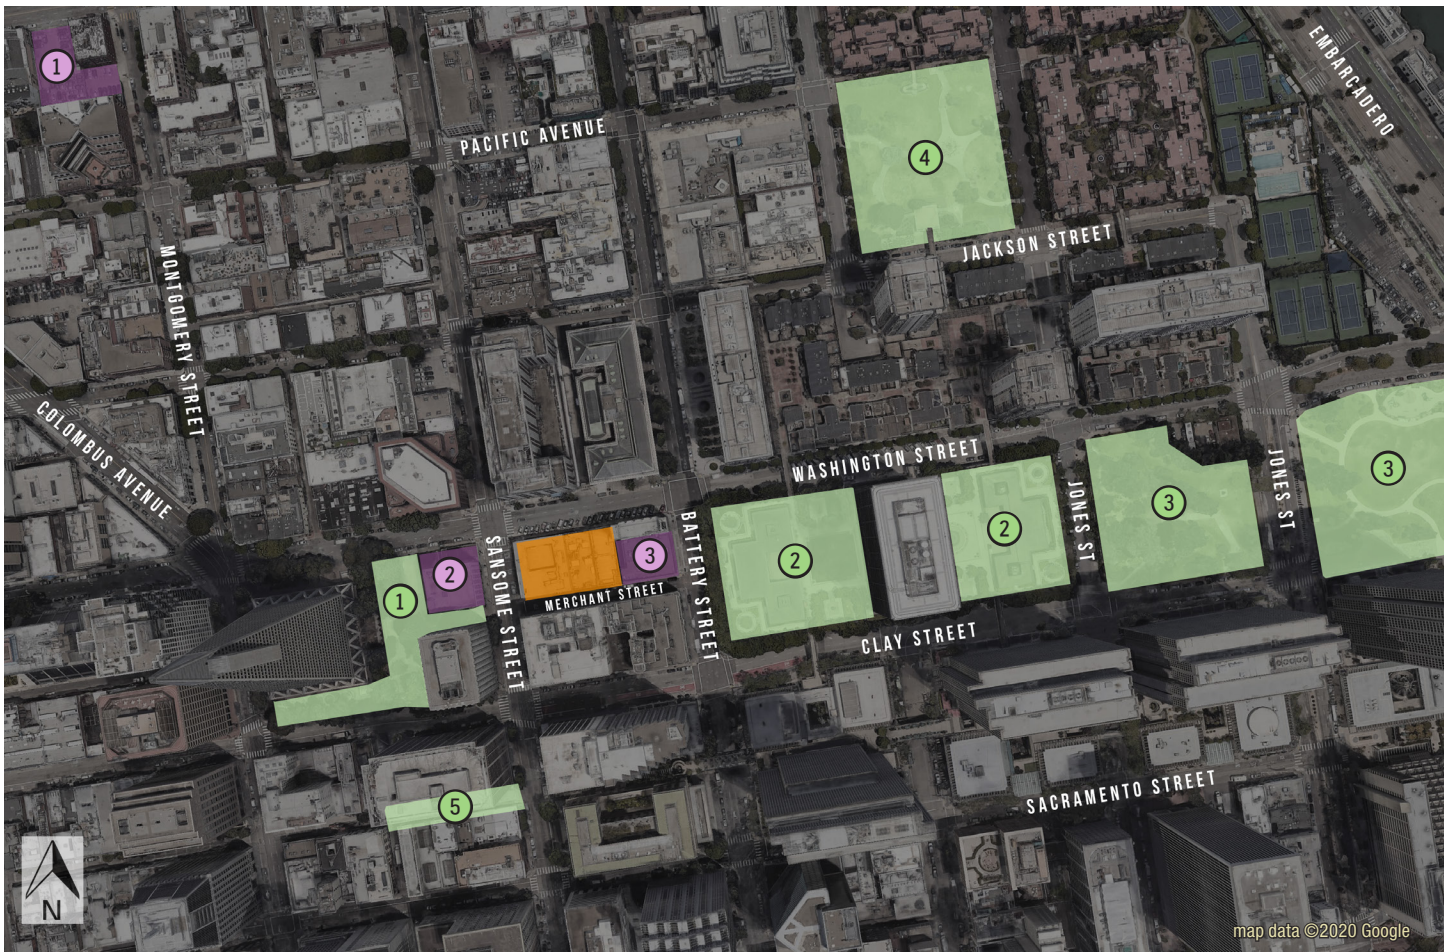 EMBARCADERO
1
PACIFIC AVENUE
4
JACKSON STREET
MONTGOMERY STREET
COLOMBUS AVENUE
WASHINGTON STREET
JONES ST
JONES ST
3
3
2
2
BATTERY STREET
SANSOME STREET
3
2
1
MERCHANT STREET
CLAY STREET
SACRAMENTO STREET
5
N
map data ©2020 Google